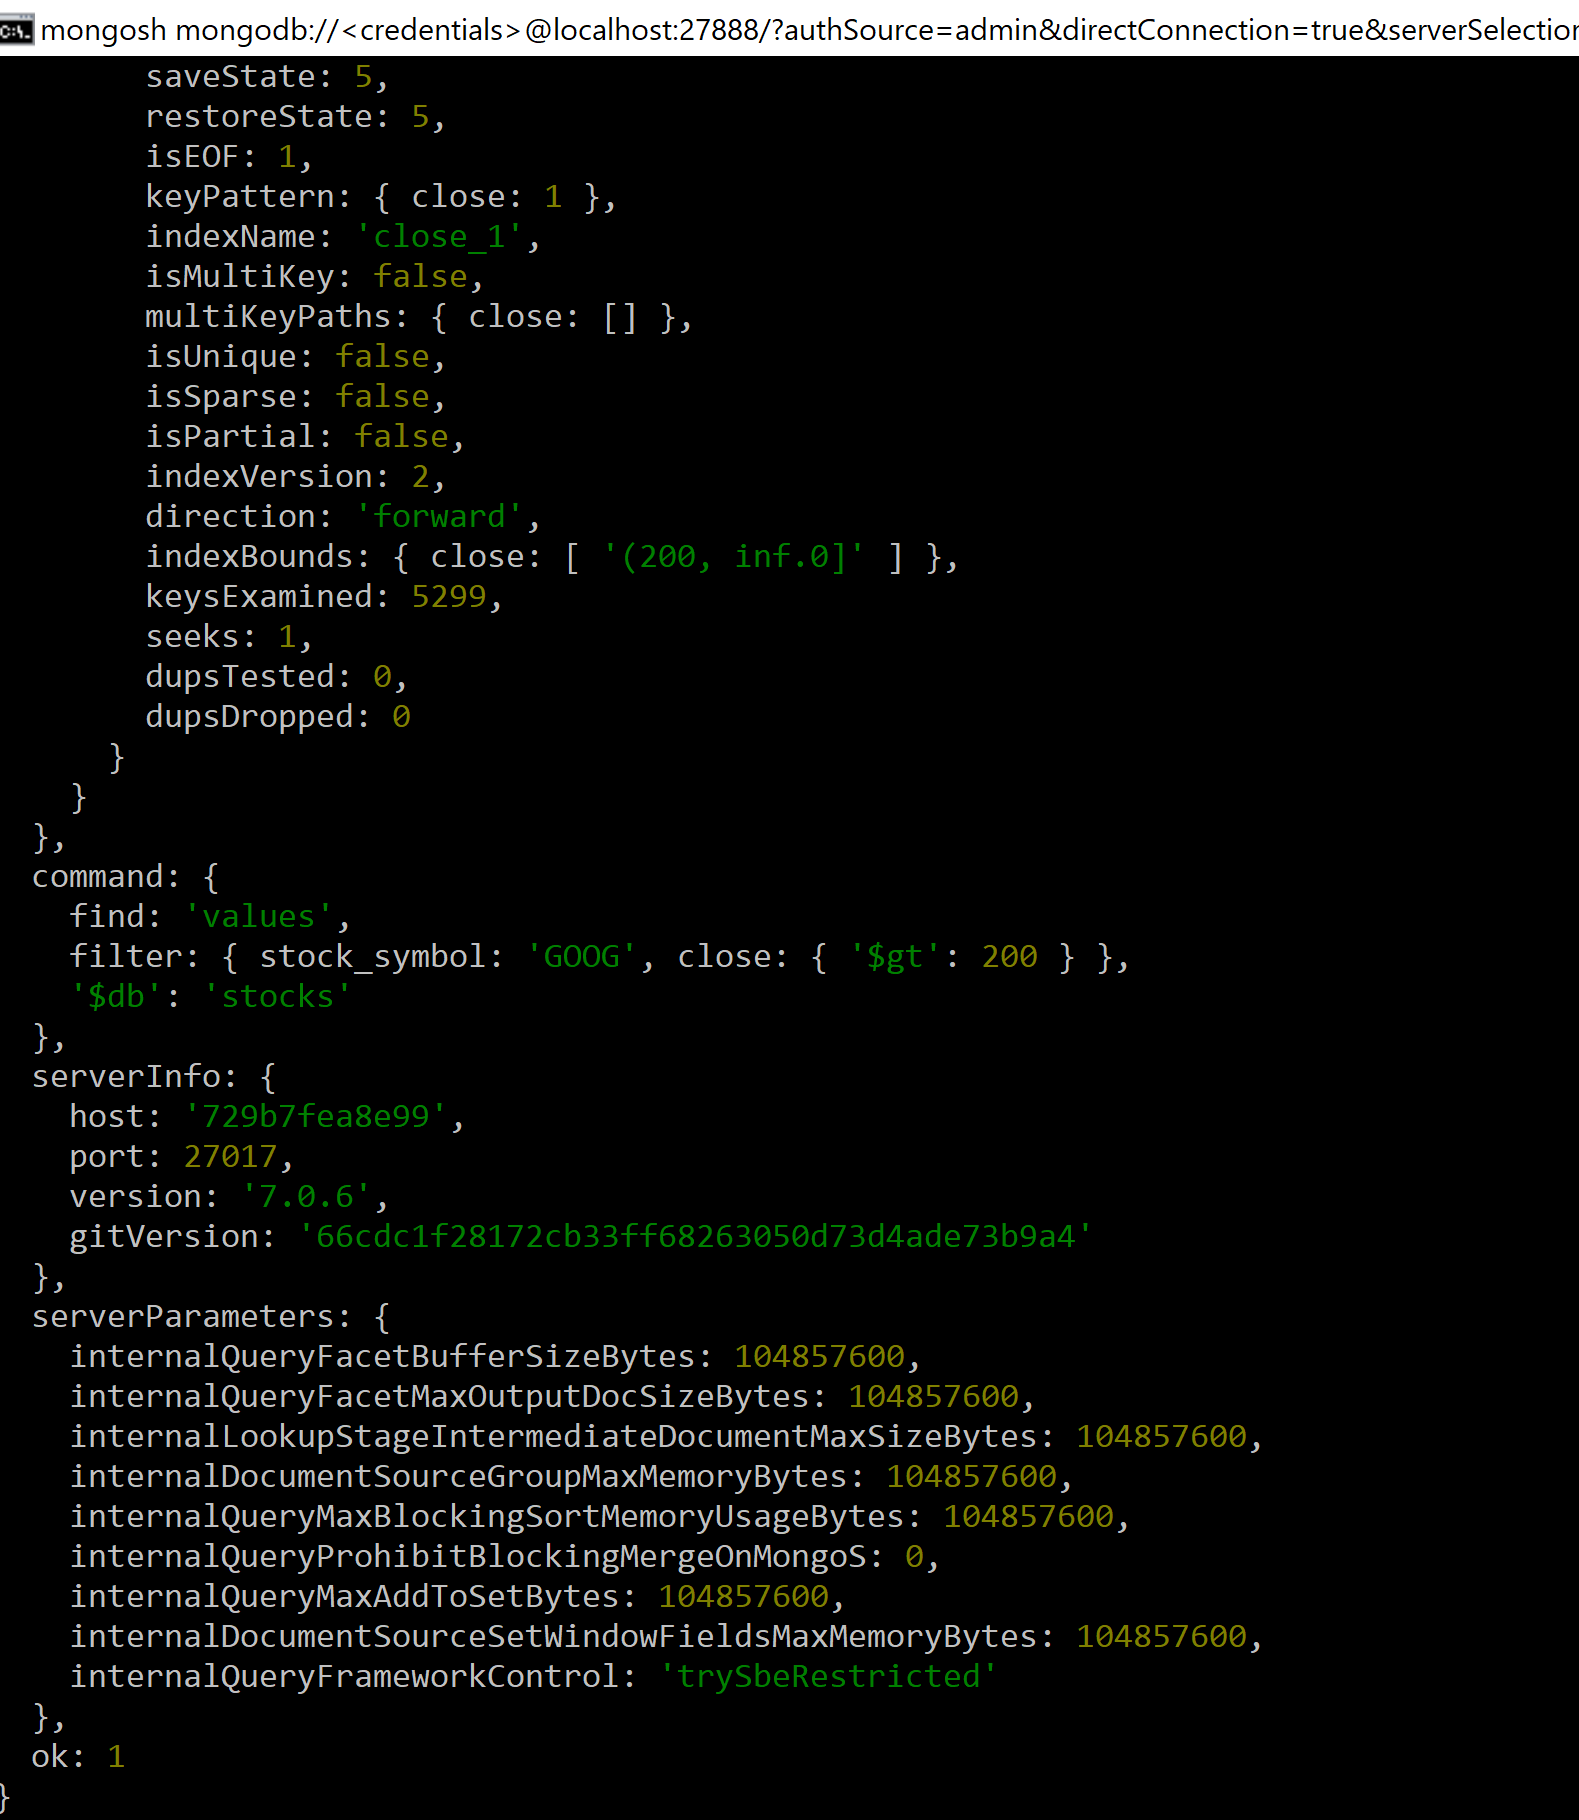 mongosh mongodb://<credentials>@localhost:27888/?authSource=admin&directConnection=true&serverSelection
saveState: 5,
restoreState: 5,
isEOF: 1,
keyPattern: { close: 1 },
indexName: 'close_1',
isMultiKey: false,
multiKeyPaths: { close: [] },
isUnique: false,
isSparse: false,
isPartial: false,
indexVersion: 2,
direction: 'forward',
indexBounds: { close: [ '(200, inf.0]' ] },
keysExamined: 5299,
seeks: 1,
dupsTested: 0,
dupsDropped: 0
}
}
},
command: {
find: 'values',
filter: { stock_symbol: 'GOOG', close: { '$gt': 200 } },
'$db': 'stocks'
},
serverInfo: {
host: '729b7fea8e99',
port: 27017,
version: '7.0.6',
gitVersion: '66cdc1f28172cb33ff68263050d73d4ade73b9a4'
},
serverParameters: {
internalQueryFacetBufferSizeBytes: 104857600,
internalQueryFacetMaxOutputDocSizeBytes: 104857600,
internalLookupStageIntermediateDocumentMaxSizeBytes: 104857600,
internalDocumentSourceGroupMaxMemoryBytes: 104857600,
internalQueryMaxBlockingSortMemoryUsageBytes: 104857600,
internalQueryProhibitBlockingMergeOnMongoS: 0,
internalQueryMaxAddToSetBytes: 104857600,
internalDocumentSourceSetWindowFieldsMaxMemoryBytes: 104857600,
internalQueryFrameworkControl: 'trySbeRestricted'
},
ok: 1
}